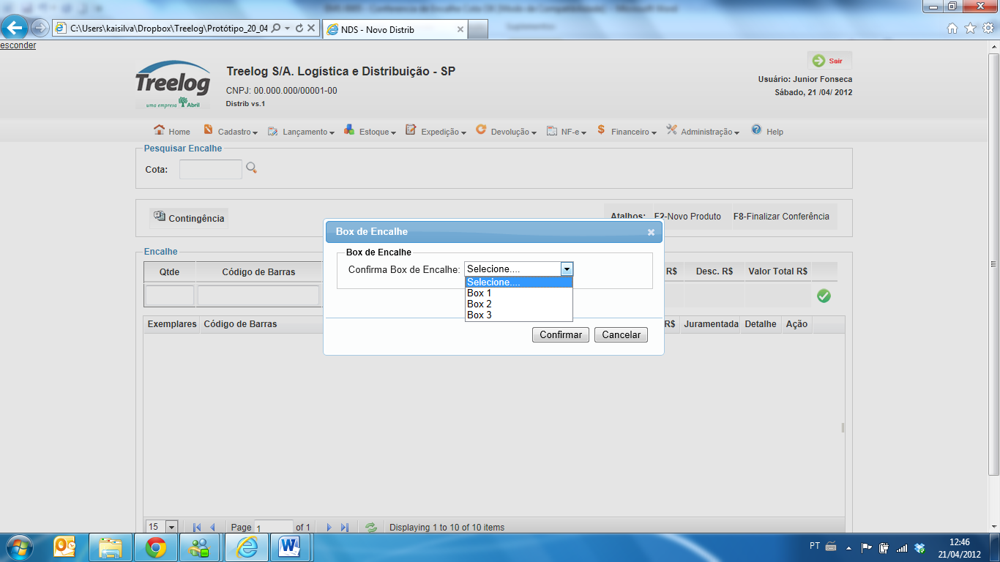 C:\Users\kaisilva\Dropbox\Treelog\Protótipo_20_04
NDS - Novo Distrib
esconder
Treelog
uma empresa Abril
Treelog S/A. Logistica e Distribuição - SP
CNPJ: 00.000.000/00001-00
Distrib vs.1
Sair
Usuário: Junior Fonseca
Sábado, 21 /04/ 2012
Home Cadastro Lançamento Estoque Expedição Devolução NF-e Financeiro Administração Help
Pesquisar Encalhe
Cota:
Contingência
Atalhos: F2-Novo Produto F8-Finalizar Conferência
Box de Encalhe
Box de Encalhe
Confirma Box de Encalhe: Selecione....
Selecione....
Box 1
Box 2
Box 3
Confirmar Cancelar
Encalhe
Qtde Código de Barras R$ Desc. R$ Valor Total R$
Exemplares Código de Barras R$ Juramentada Detalhe Ação
15 Page 1 of 1 Displaying 1 to 10 of 10 items
PT 12:46
21/04/2012